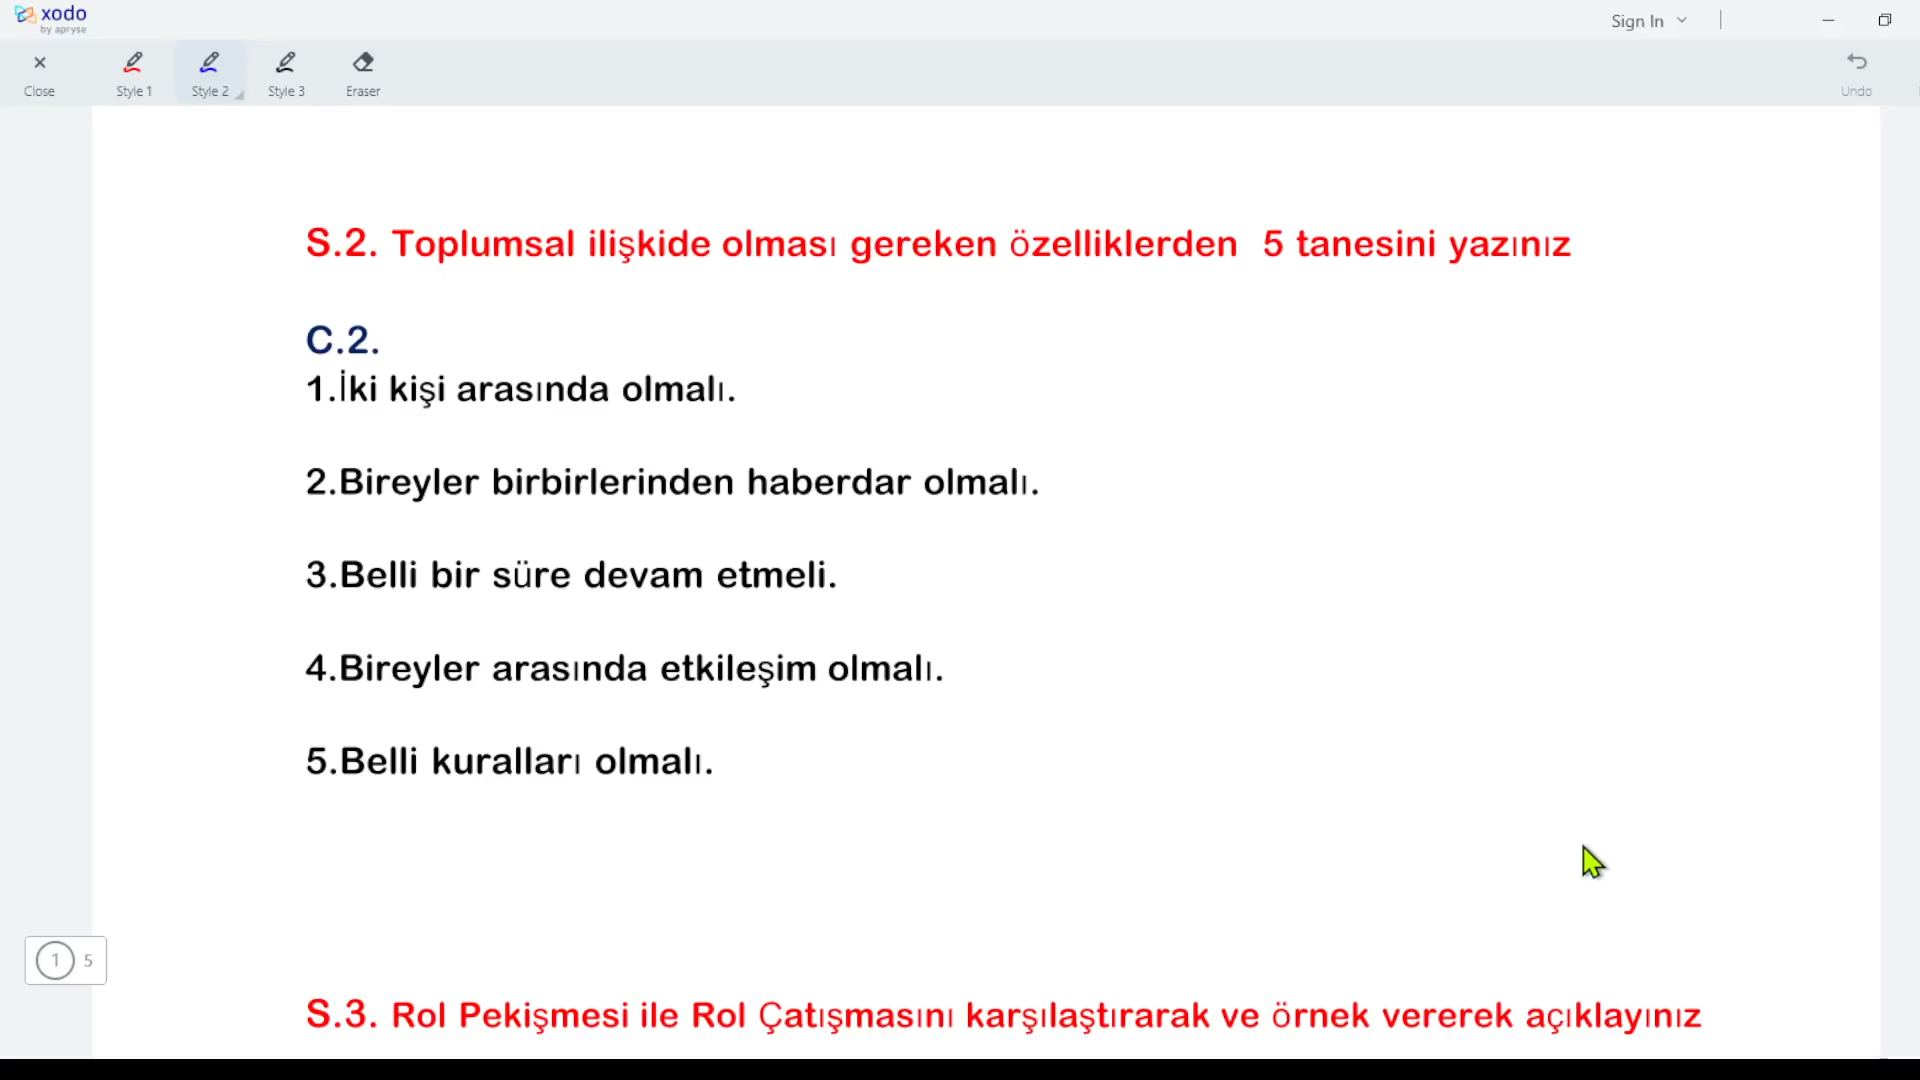 xodo
by apryse
Sign In
Close
Style 1
Style 2
Style 3
Eraser
Undo
S.2. Toplumsal ilişkide olması gereken özelliklerden 5 tanesini yazınız
C.2.
1.İki kişi arasında olmalı.
2.Bireyler birbirlerinden haberdar olmalı.
3.Belli bir süre devam etmeli.
4.Bireyler arasında etkileşim olmalı.
5.Belli kuralları olmalı.
1 5
S.3. Rol Pekişmesi ile Rol Çatışmasını karşılaştırarak ve örnek vererek açıklayınız